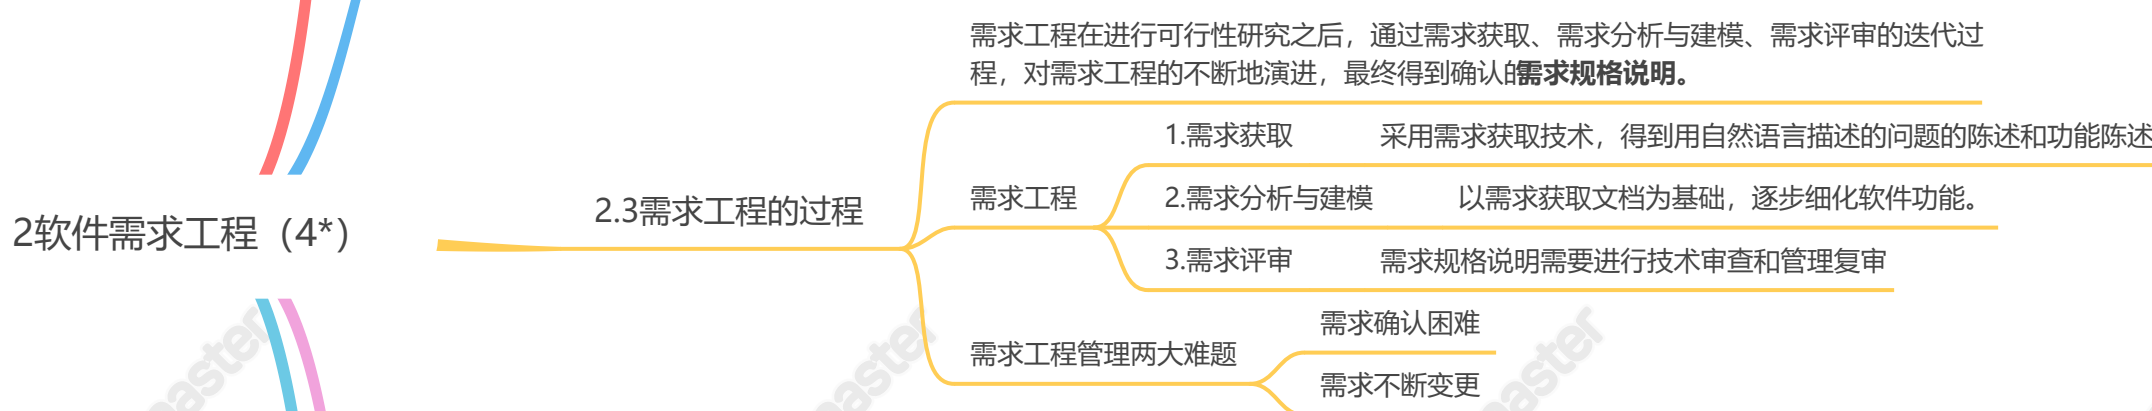 需求工程在进行可行性研究之后，通过需求获取、需求分析与建模、需求评审的迭代过
程，对需求工程的不断地演进，最终得到确认的需求规格说明。
1.需求获取
采用需求获取技术，得到用自然语言描述的问题的陈述和功能陈述
2.3需求工程的过程
需求工程
2.需求分析与建模
以需求获取文档为基础，逐步细化软件功能。
2软件需求工程（4*）
3.需求评审
需求规格说明需要进行技术审查和管理复审
需求工程管理两大难题
需求确认困难
需求不断变更
master
master
master